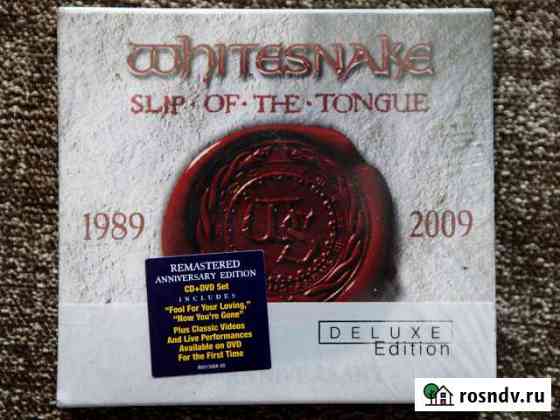 WHITESNAKE
SLIP · OF · THE · TONGUE
1989
2009
REMASTERED
ANNIVERSARY EDITION
CD+DVD Set
INCLUDES
"Fool For Your Loving,"
"Now You're Gone"
Plus Classic Videos
And Live Performances
Available on DVD
For the First Time
DELUXE
Edition
rosndv.ru